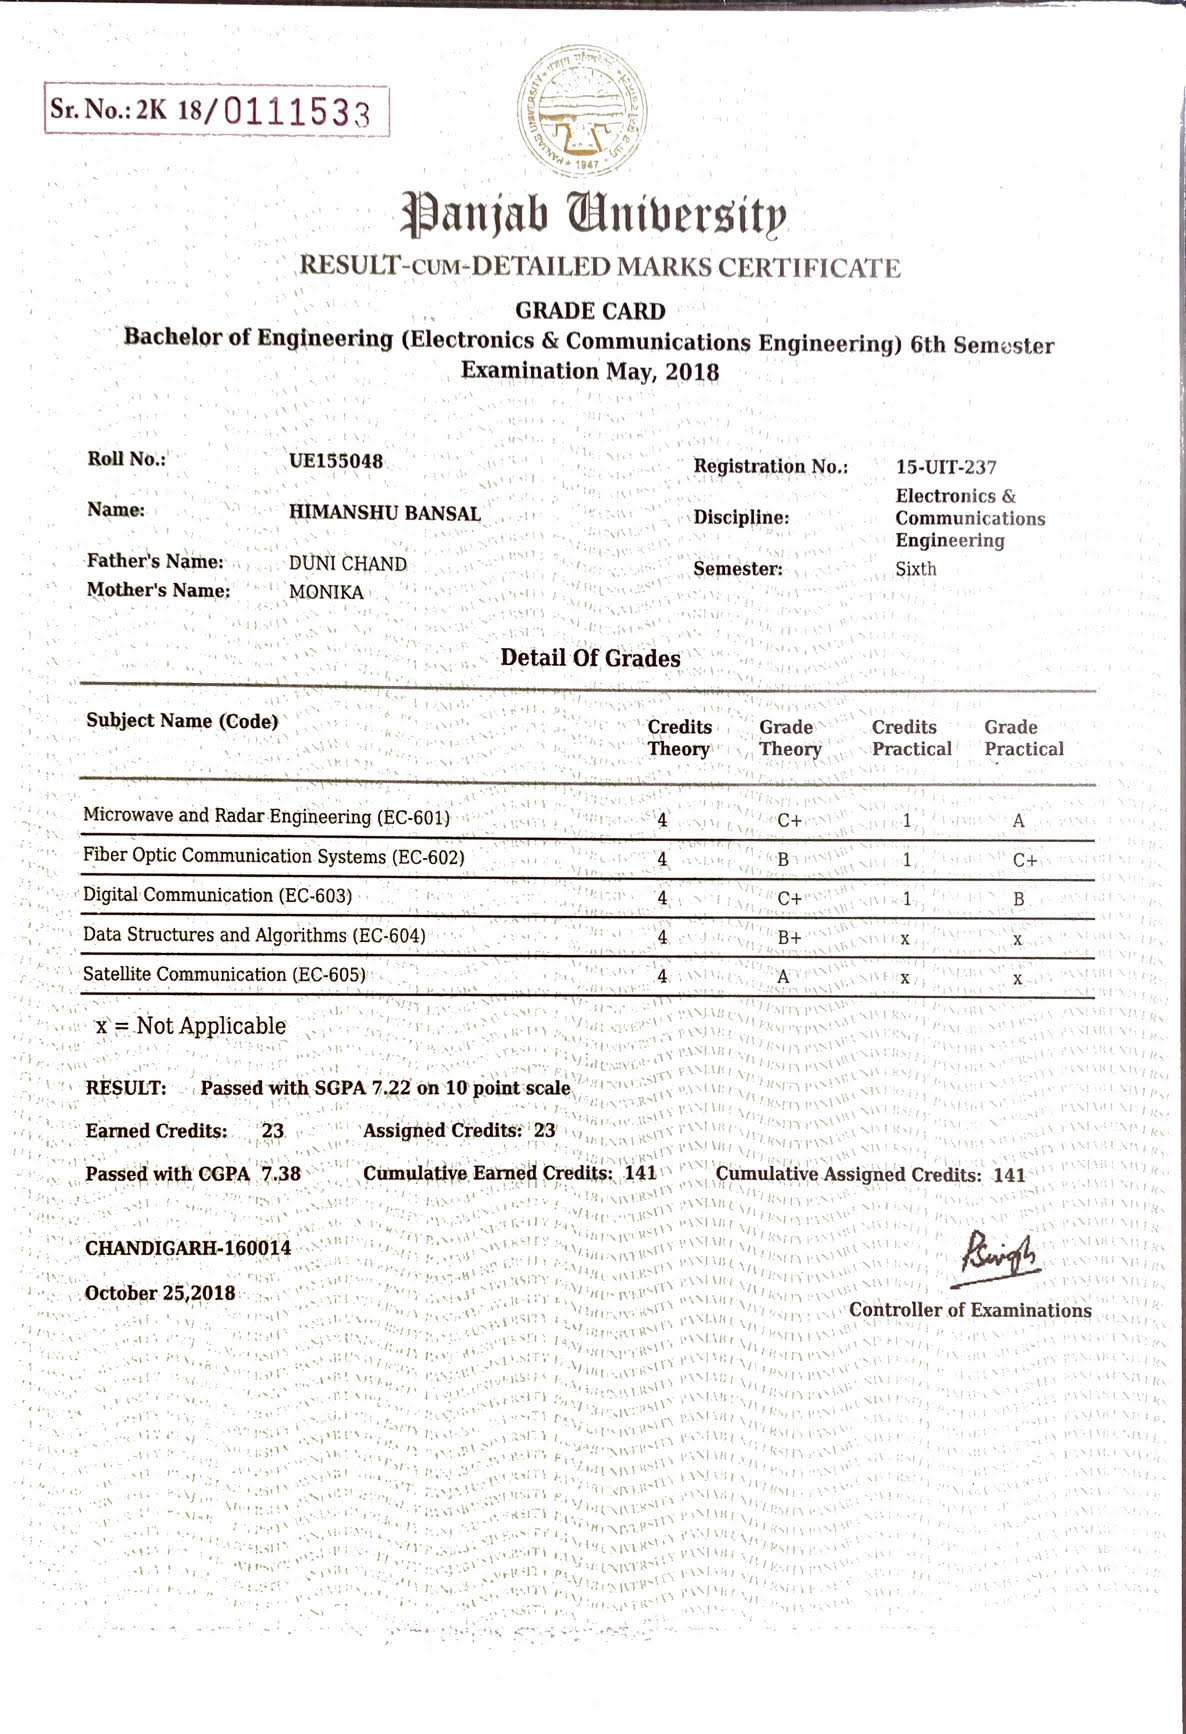 Sr. No.: 2K 18/0111533
PANJAB UNIVERSITY
1947
Panjab University
RESULT-CUM-DETAILED MARKS CERTIFICATE
GRADE CARD
Bachelor of Engineering (Electronics & Communications Engineering) 6th Semester
Examination May, 2018
Roll No.: UE155048 Registration No.: 15-UIT-237
Name: HIMANSHU BANSAL Discipline: Electronics &
Communications
Engineering
Father's Name: DUNI CHAND Semester: Sixth
Mother's Name: MONIKA
Detail Of Grades
Subject Name (Code) Credits Theory Grade Theory Credits Practical Grade Practical
Microwave and Radar Engineering (EC-601) 4 C+ 1 A
Fiber Optic Communication Systems (EC-602) 4 B 1 C+
Digital Communication (EC-603) 4 C+ 1 B
Data Structures and Algorithms (EC-604) 4 B+ x x
Satellite Communication (EC-605) 4 A x x
x = Not Applicable
RESULT: Passed with SGPA 7.22 on 10 point scale
Earned Credits: 23 Assigned Credits: 23
Passed with CGPA 7.38 Cumulative Earned Credits: 141 Cumulative Assigned Credits: 141
CHANDIGARH-160014
October 25,2018
PSingh
Controller of Examinations